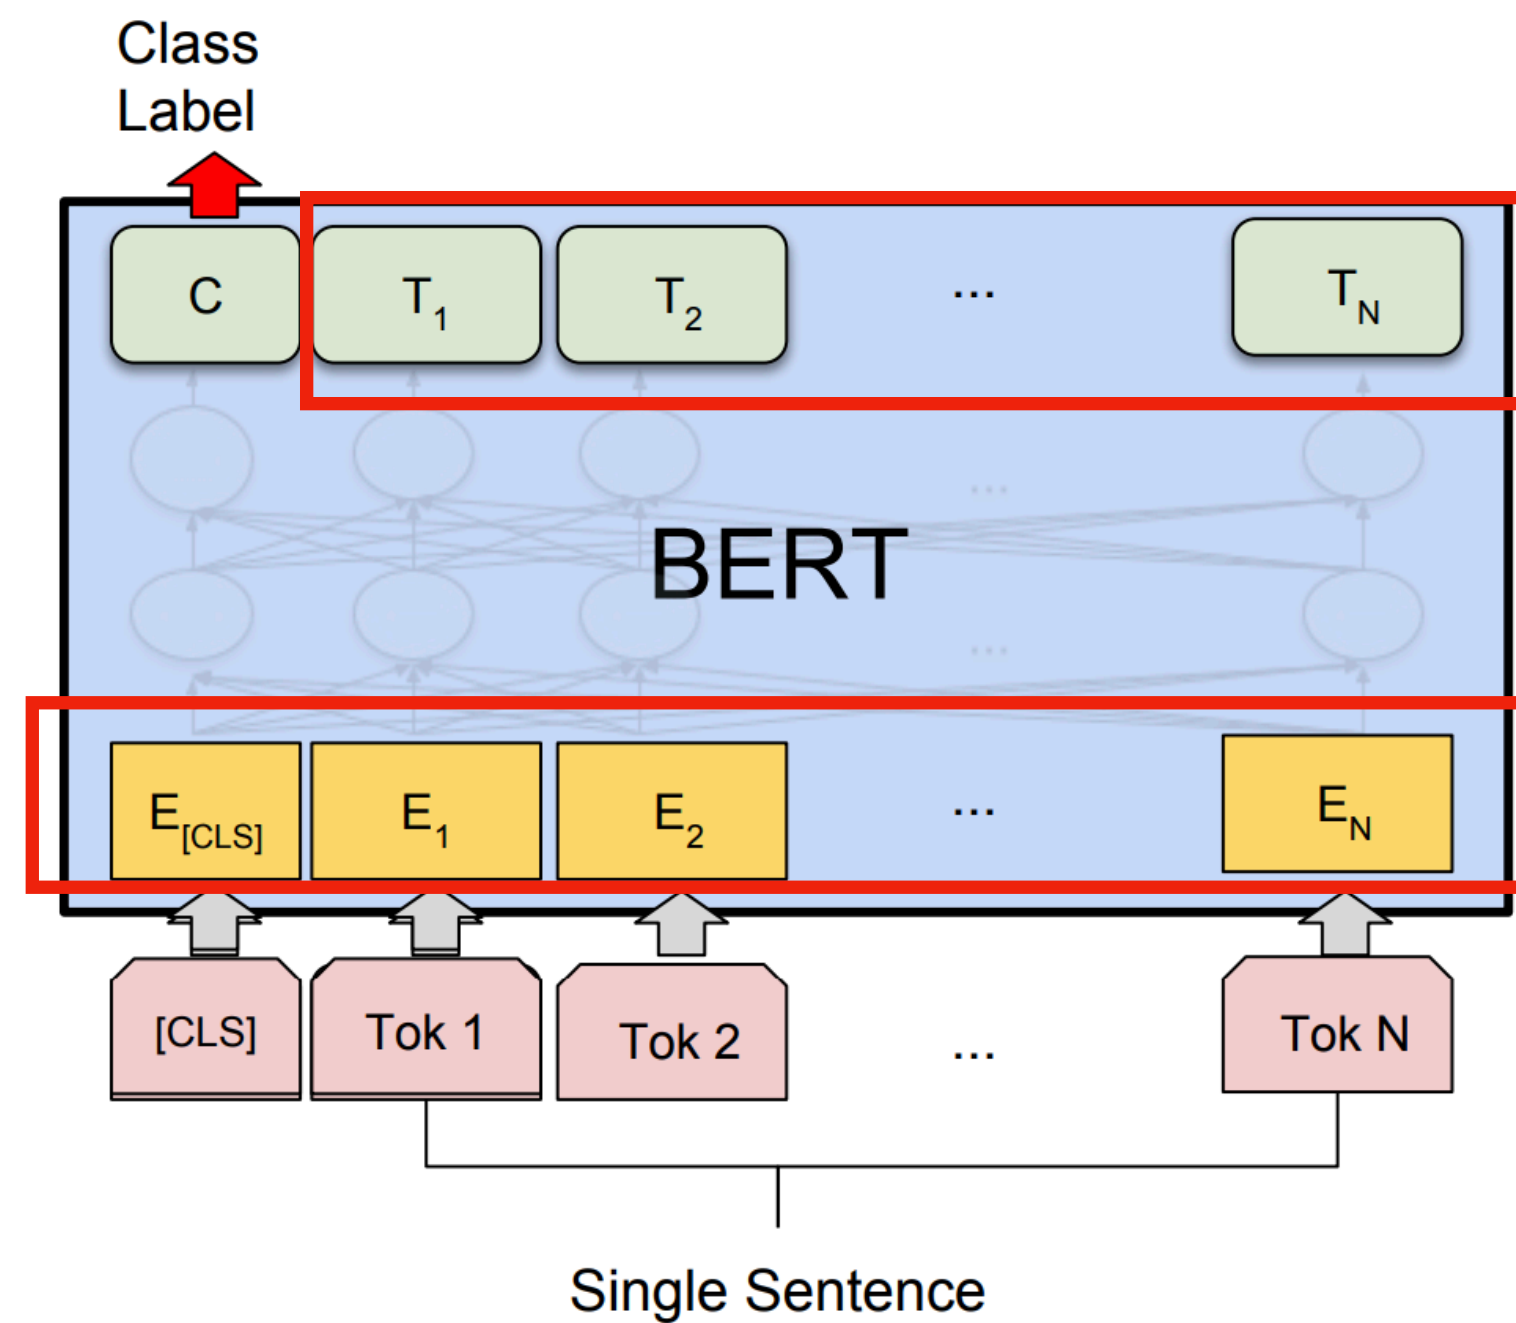 Class
Label
C T1 T2 ... TN
...
BERT
...
E[CLS] E1 E2 ... EN
[CLS] Tok 1 Tok 2 ... Tok N
Single Sentence